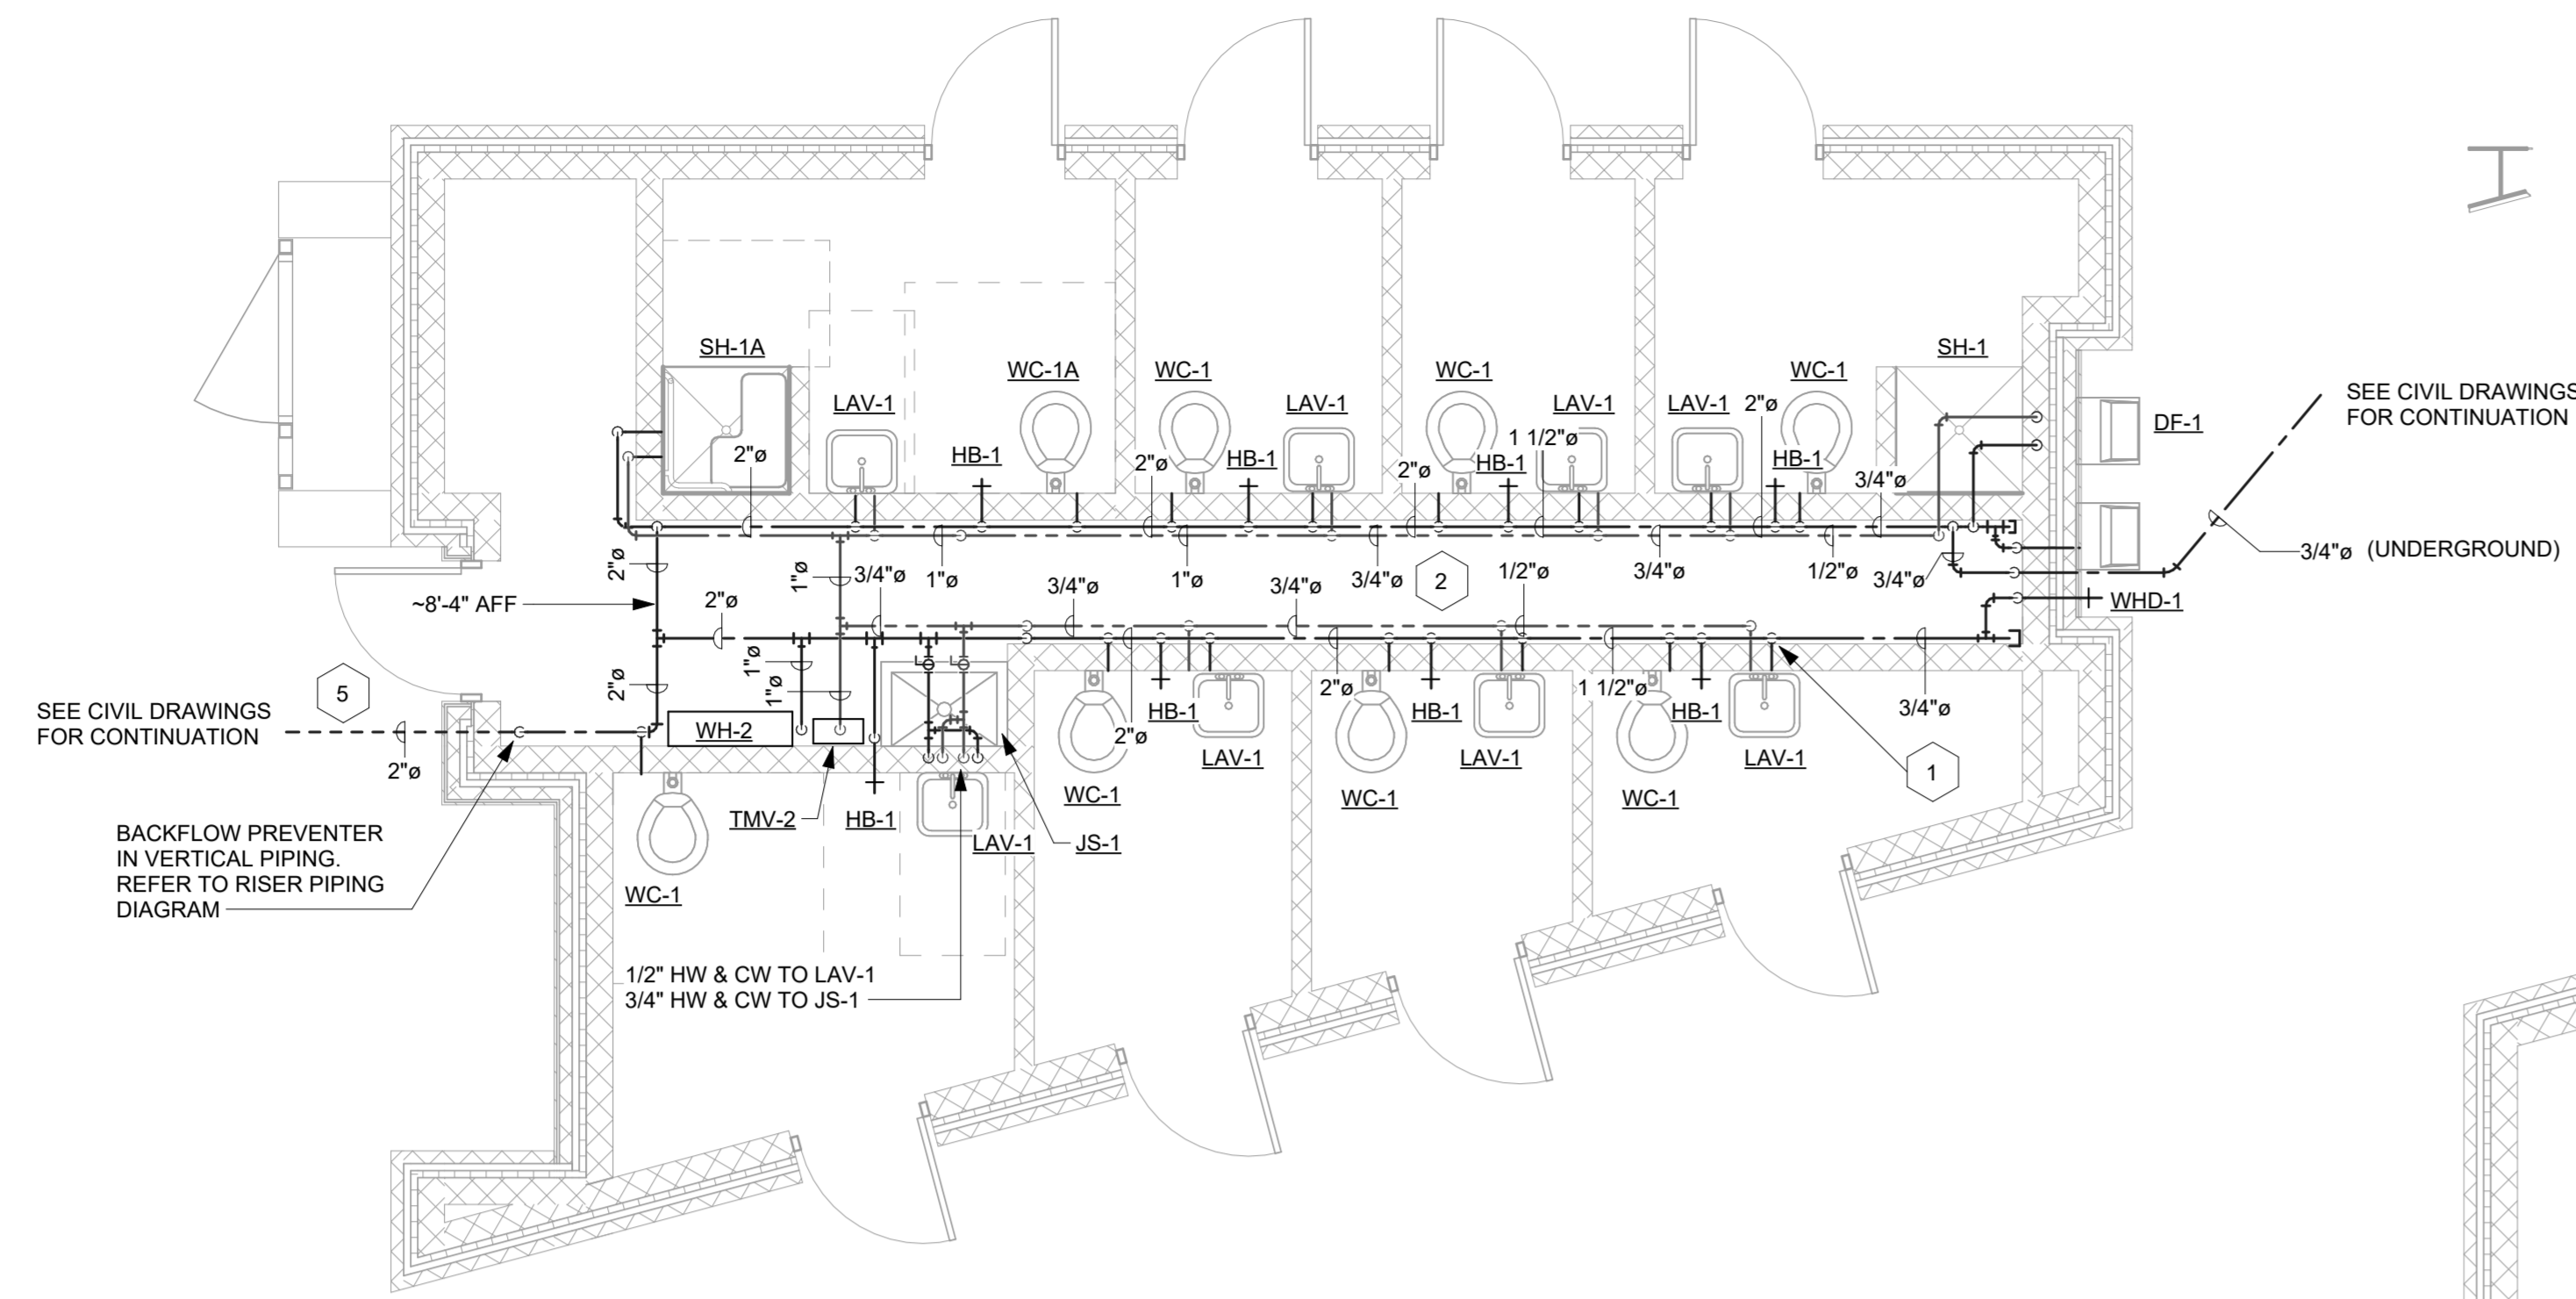 SH-1A
SH-1
WC-1A
WC-1
WC-1
WC-1
SEE CIVIL DRAWINGS
FOR CONTINUATION
LAV-1
LAV-1
LAV-1
LAV-1
2"ø
DF-1
1 1/2"ø
2"ø
HB-1
2"ø
HB-1
2"ø
HB-1
HB-1
3/4"ø
3/4"ø (UNDERGROUND)
2"ø
1"ø
3/4"ø
1"ø
3/4"ø
1"ø
3/4"ø
3/4"ø
2
1/2"ø
3/4"ø
1/2"ø
3/4"ø
~8'-4" AFF
2"ø
WHD-1
5
2"ø
1"ø
1"ø
2"ø
1 1/2"ø
SEE CIVIL DRAWINGS
FOR CONTINUATION
HB-1
HB-1
HB-1
3/4"ø
WH-2
2"ø
2"ø
LAV-1
LAV-1
LAV-1
1
WC-1
WC-1
WC-1
TMV-2
HB-1
LAV-1
JS-1
BACKFLOW PREVENTER
IN VERTICAL PIPING.
REFER TO RISER PIPING
DIAGRAM
WC-1
1/2" HW & CW TO LAV-1
3/4" HW & CW TO JS-1